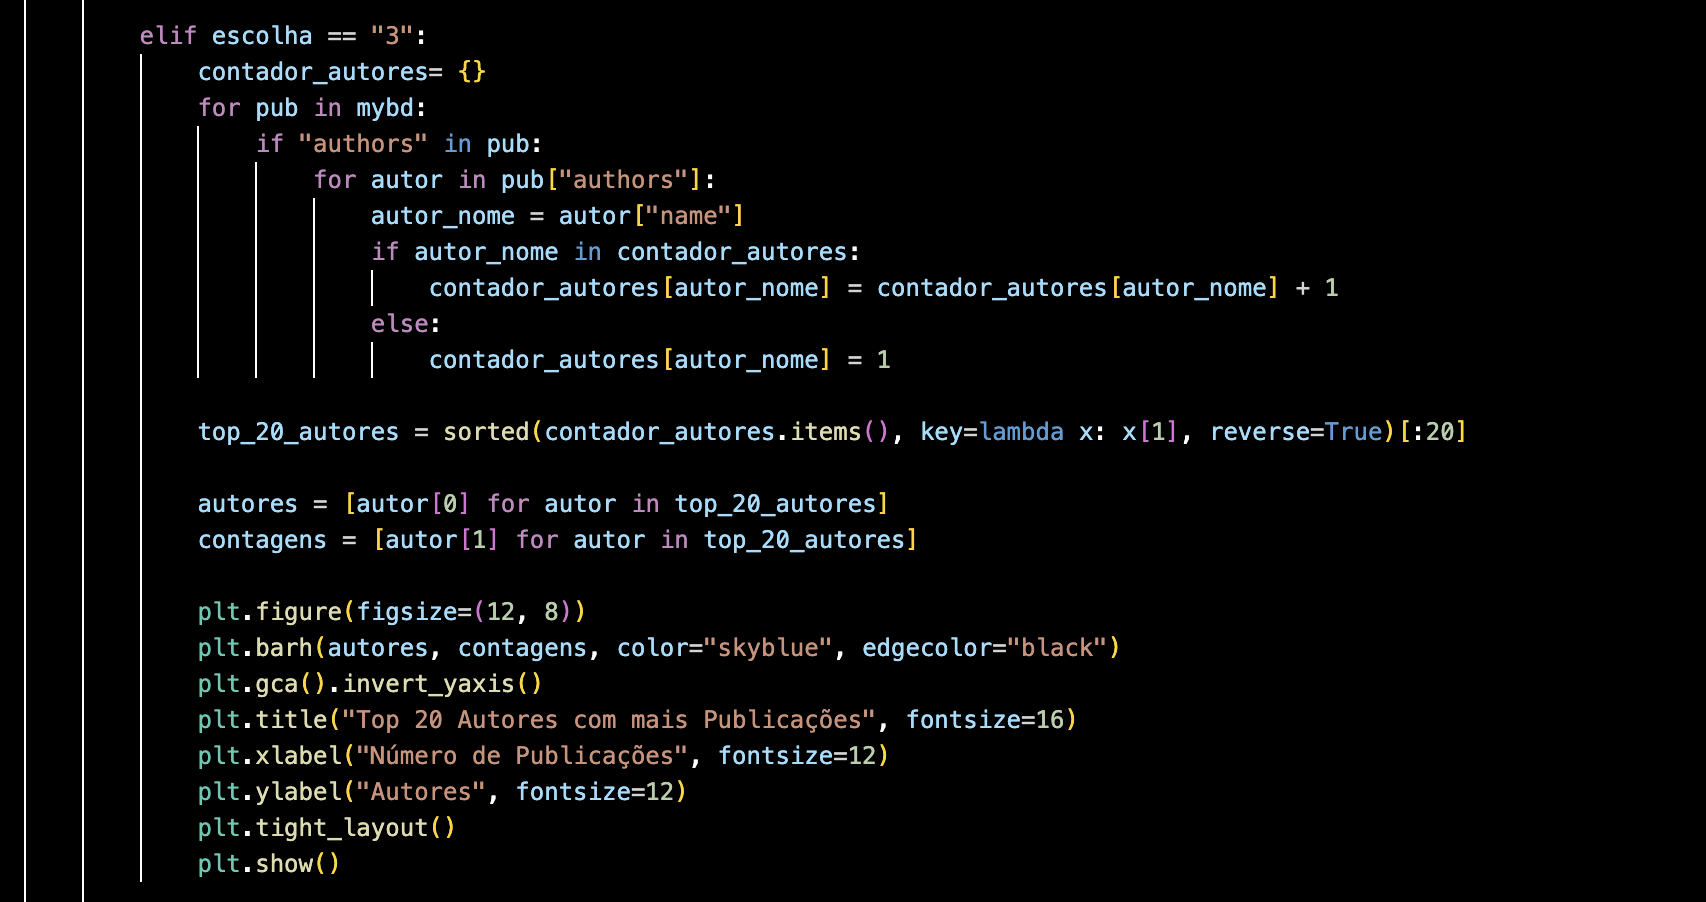 elif escolha == "3":
contador_autores= {}
for pub in mybd:
if "authors" in pub:
for autor in pub["authors"]:
autor_nome = autor["name"]
if autor_nome in contador_autores:
contador_autores[autor_nome] = contador_autores[autor_nome] + 1
else:
contador_autores[autor_nome] = 1
top_20_autores = sorted(contador_autores.items(), key=lambda x: x[1], reverse=True)[:20]
autores = [autor[0] for autor in top_20_autores]
contagens = [autor[1] for autor in top_20_autores]
plt.figure(figsize=(12, 8))
plt.barh(autores, contagens, color="skyblue", edgecolor="black")
plt.gca().invert_yaxis()
plt.title("Top 20 Autores com mais Publicações", fontsize=16)
plt.xlabel("Número de Publicações", fontsize=12)
plt.ylabel("Autores", fontsize=12)
plt.tight_layout()
plt.show()